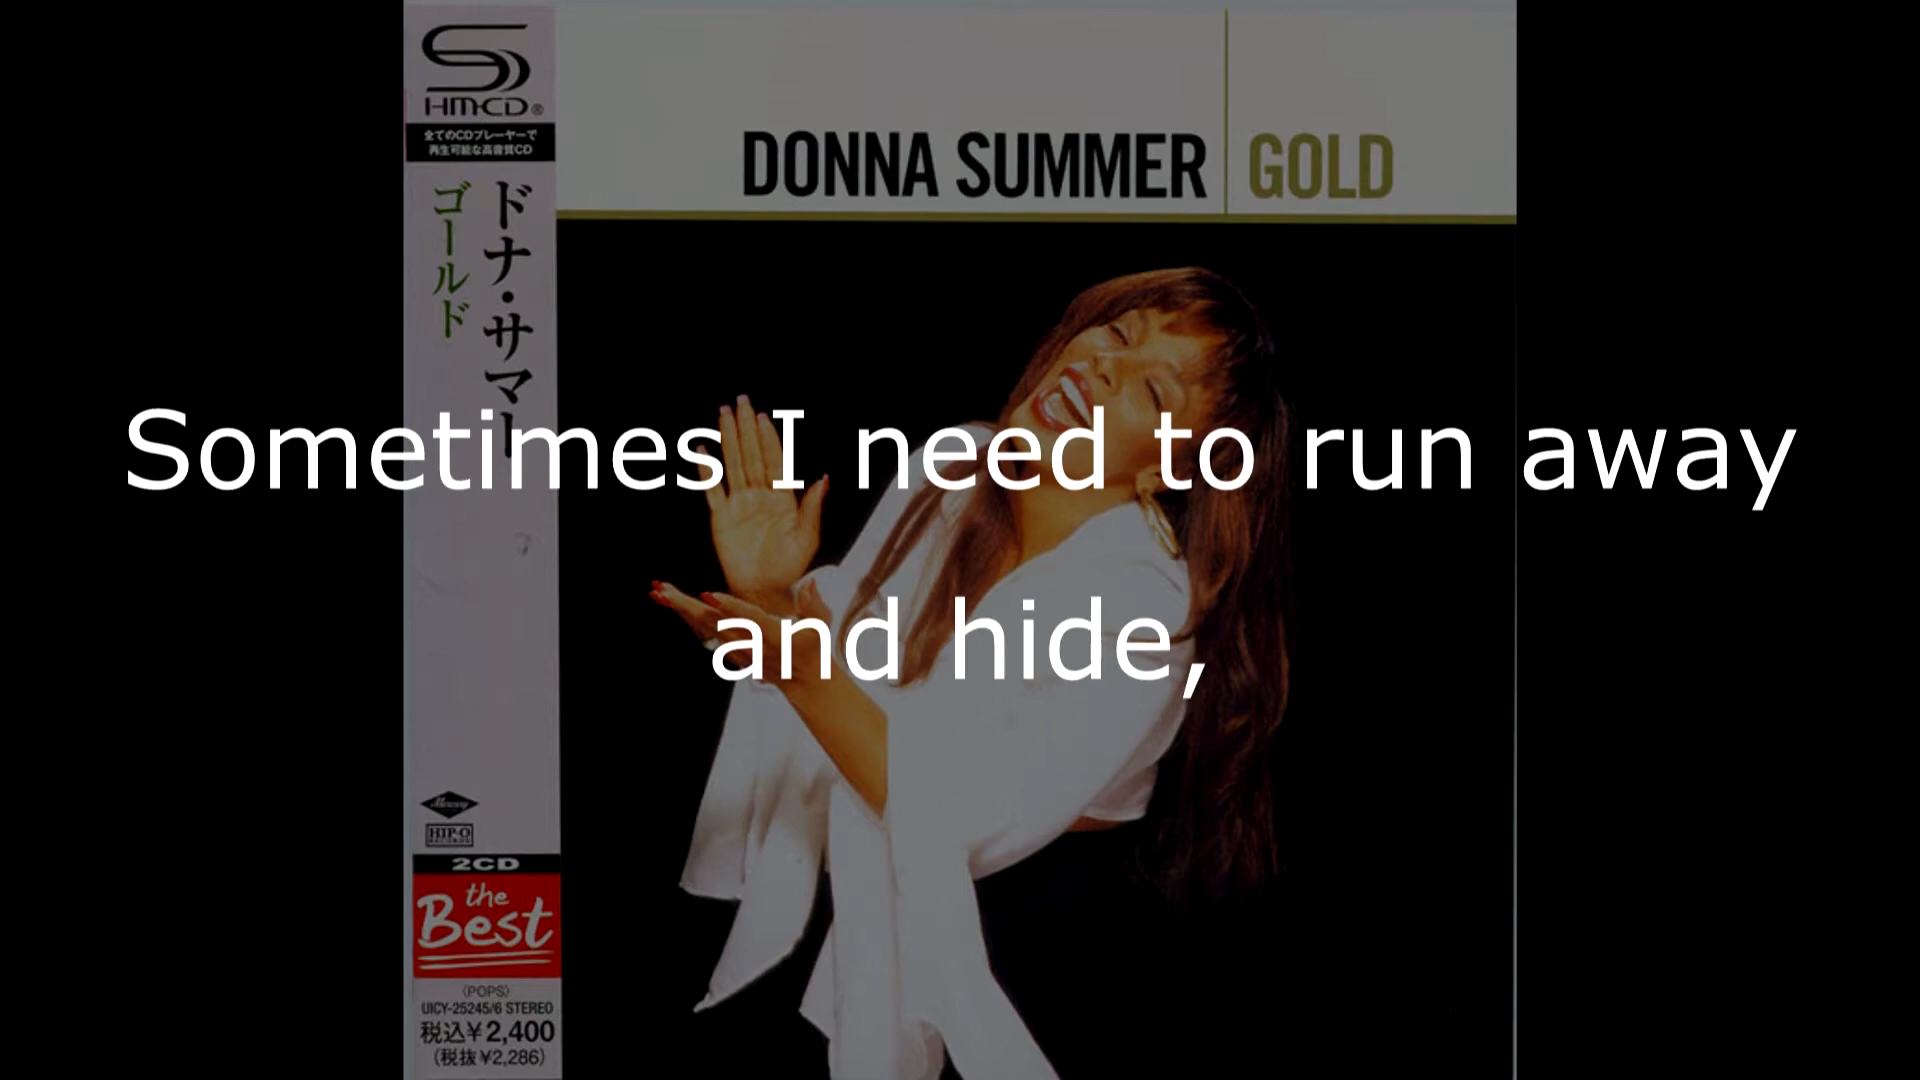 S
HMCD®
全てのCDプレーヤーで
再生可能な高音質CD
ドナ・サマー
ゴールド
DONNA SUMMER GOLD
Sometimes I need to run away
and hide,
Mercury
HIP-O
RECORDS
2CD
the
Best
〈POPS〉
UICY-25245/6 STEREO
税込¥2,400
(税抜¥2,286)